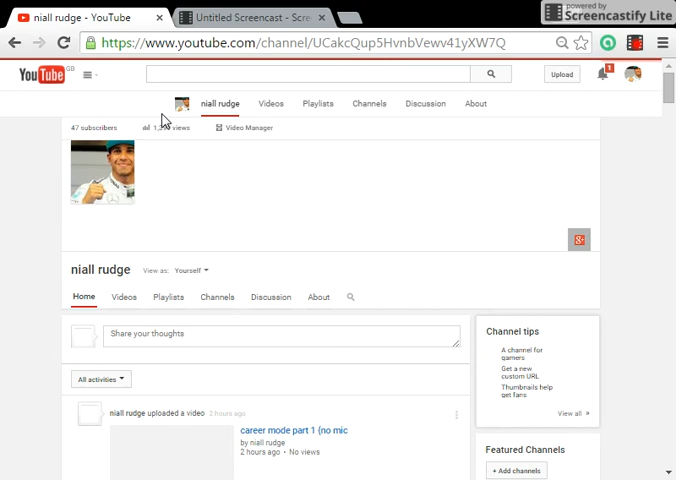 powered by
Screencastify Lite
niall rudge - YouTube
Untitled Screencast - Scre
https://www.youtube.com/channel/UCakcQup5HvnbVewv41yXW7Q
YouTube GB
Upload
1
niall rudge Videos Playlists Channels Discussion About
47 subscribers views Video Manager
g+
niall rudge View as: Yourself
Home Videos Playlists Channels Discussion About
Share your thoughts
All activities
niall rudge uploaded a video 2 hours ago
career mode part 1 (no mic
by niall rudge
2 hours ago • No views
Channel tips
A channel for
gamers
Get a new
custom URL
Thumbnails help
get fans
View all »
Featured Channels
+ Add channels